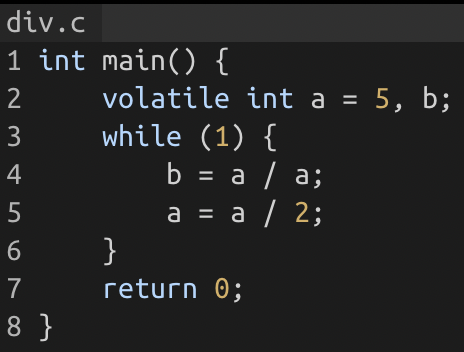 div.c
1 int main() {
2     volatile int a = 5, b;
3     while (1) {
4         b = a / a;
5         a = a / 2;
6     }
7     return 0;
8 }